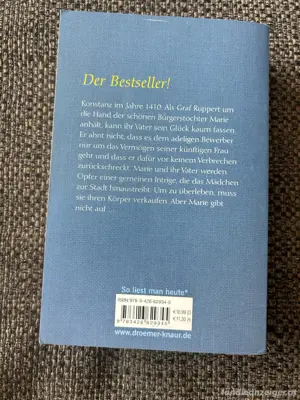 Der Bestseller!
Konstanz im Jahre 1410: Als Graf Ruppert um
die Hand der schönen Bürgerstochter Marie
anhält, kann ihr Vater sein Glück kaum fassen.
Er ahnt nicht, dass es dem adeligen Bewerber
nur um das Vermögen seiner künftigen Frau
geht und dass er dafür vor keinem Verbrechen
zurückschreckt. Marie und ihr Vater werden
Opfer einer gemeinen Intrige, die das Mädchen
zur Stadt hinaustreibt. Um zu überleben, muss
sie ihren Körper verkaufen. Aber Marie gibt
nicht auf ...
So liest man heute*
€ 10,99 (D)
www.droemer-knaur.de